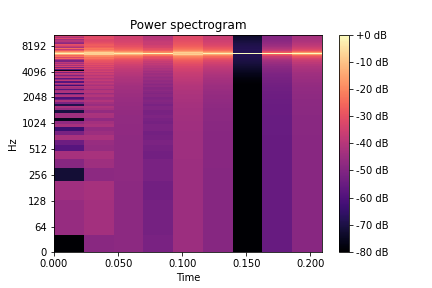 Power spectrogram
8192
4096
2048
1024
512
256
128
64
0
Hz
0.000 0.050 0.100 0.150 0.200
Time
+0 dB
-10 dB
-20 dB
-30 dB
-40 dB
-50 dB
-60 dB
-70 dB
-80 dB